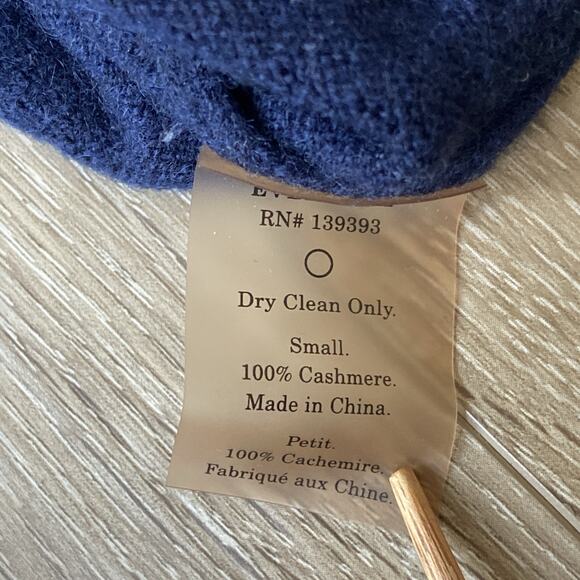 RN# 139393
Dry Clean Only.
Small.
100% Cashmere.
Made in China.
Petit.
100% Cachemire.
Fabriqué aux Chine.